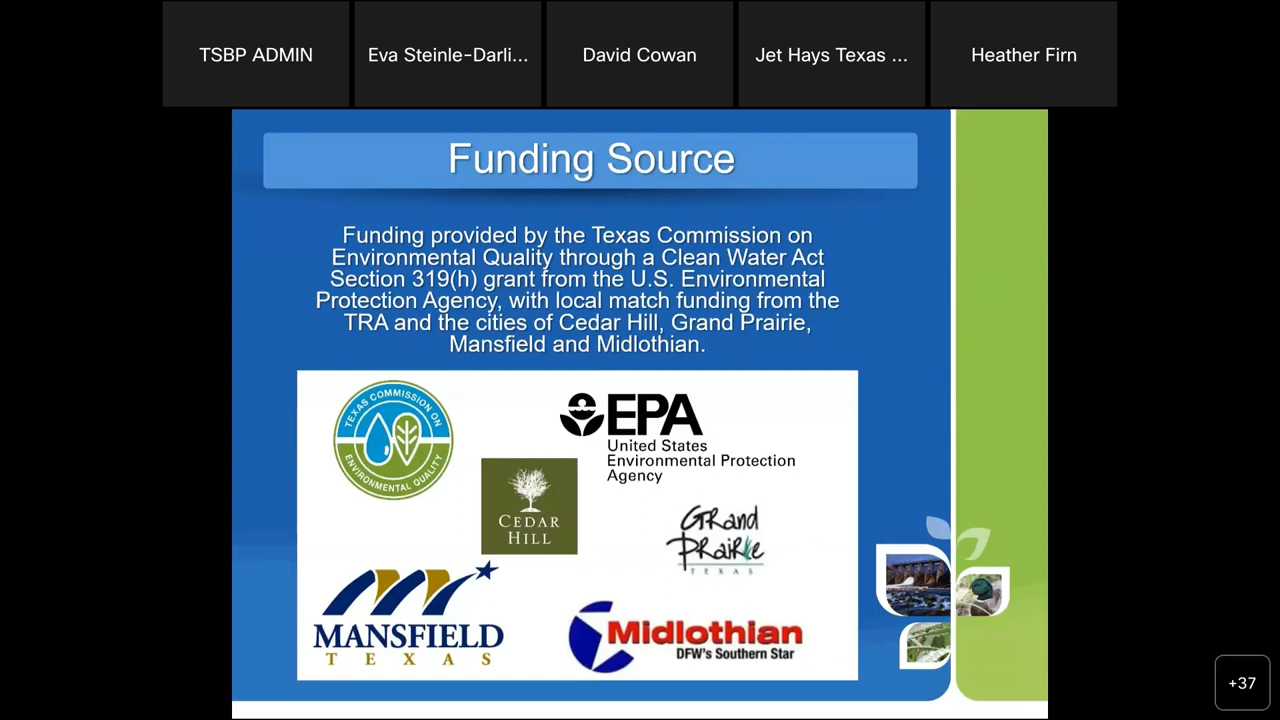 TSBP ADMIN
Eva Steinle-Darli...
David Cowan
Jet Hays Texas ...
Heather Firn
Funding Source
Funding provided by the Texas Commission on
Environmental Quality through a Clean Water Act
Section 319(h) grant from the U.S. Environmental
Protection Agency, with local match funding from the
TRA and the cities of Cedar Hill, Grand Prairie,
Mansfield and Midlothian.
TEXAS COMMISSION ON
ENVIRONMENTAL QUALITY
EPA
United States
Environmental Protection
Agency
CEDAR
HILL
GRand
PRaiRie
TEXAS
MANSFIELD
TEXAS
Midlothian
DFW's Southern Star
+37